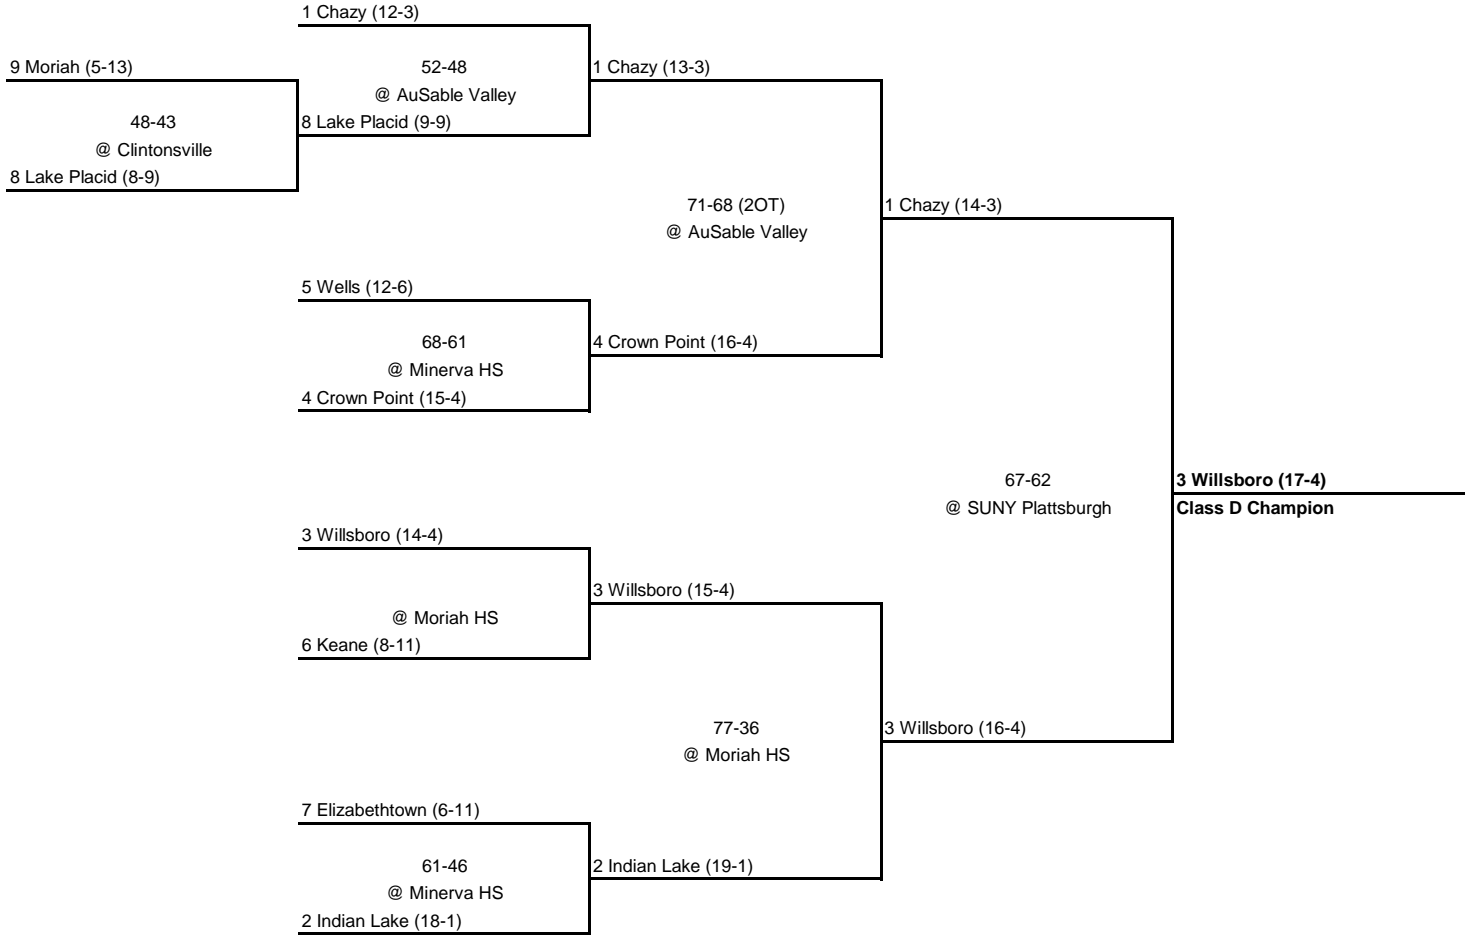 1 Chazy (12-3)
9 Moriah (5-13)
52-48
1 Chazy (13-3)
@ AuSable Valley
48-43
8 Lake Placid (9-9)
@ Clintonsville
8 Lake Placid (8-9)
71-68 (2OT)
1 Chazy (14-3)
@ AuSable Valley
5 Wells (12-6)
68-61
4 Crown Point (16-4)
@ Minerva HS
4 Crown Point (15-4)
67-62
3 Willsboro (17-4)
@ SUNY Plattsburgh
Class D Champion
3 Willsboro (14-4)
3 Willsboro (15-4)
@ Moriah HS
6 Keane (8-11)
77-36
3 Willsboro (16-4)
@ Moriah HS
7 Elizabethtown (6-11)
61-46
2 Indian Lake (19-1)
@ Minerva HS
2 Indian Lake (18-1)